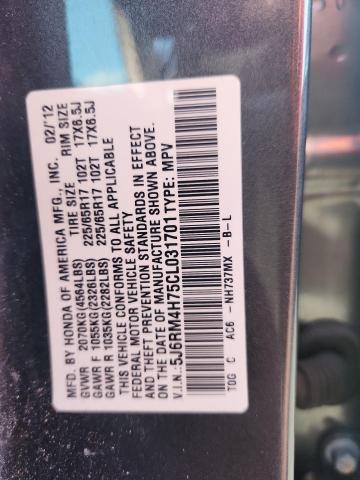 MFD. BY HONDA OF AMERICA MFG., INC. 02/'12
TIRE SIZE RIM SIZE
GVWR 2070KG(4564LBS)
GAWR F 1055KG(2326LBS) 225/65R17 102T 17X6.5J
GAWR R 1035KG(2282LBS) 225/65R17 102T 17X6.5J
THIS VEHICLE CONFORMS TO ALL APPLICABLE
FEDERAL MOTOR VEHICLE SAFETY
AND THEFT PREVENTION STANDARDS IN EFFECT
ON THE DATE OF MANUFACTURE SHOWN ABOVE.
V.I.N.: 5J6RM4H75CL031701 TYPE: MPV
TOG C AC6 -NH737MX -B-L